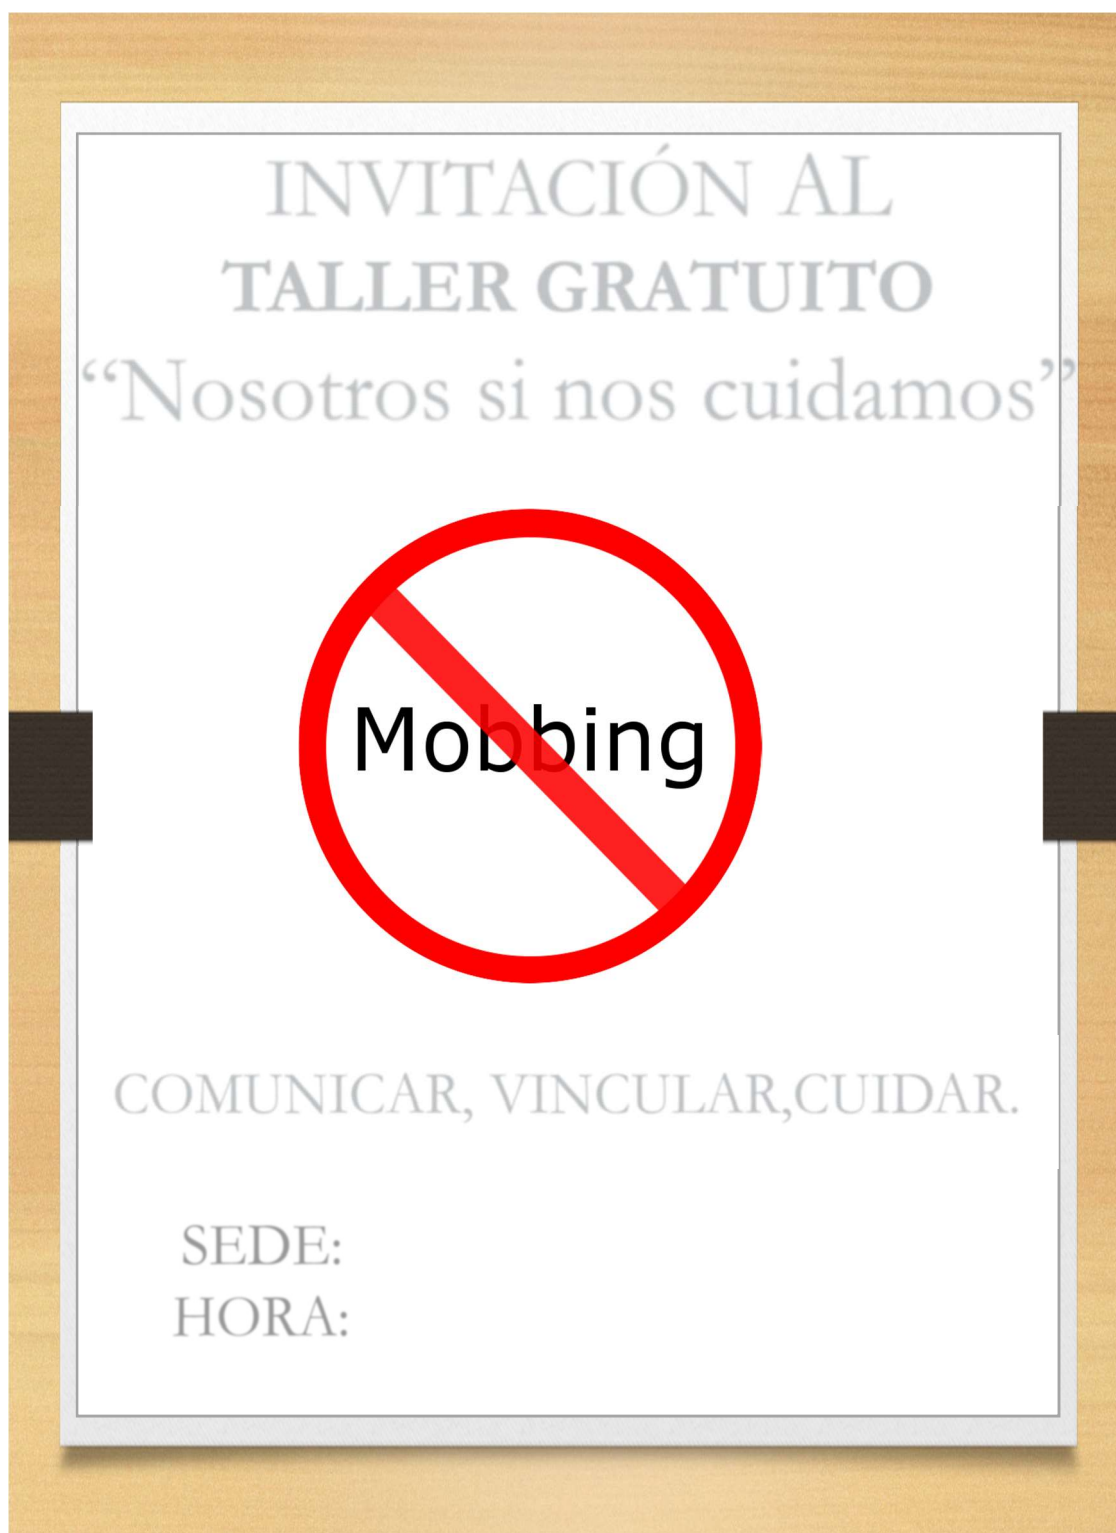 INVITACIÓN AL
TALLER GRATUITO
“Nosotros si nos cuidamos”
Mobbing
COMUNICAR, VINCULAR,CUIDAR.
SEDE:
HORA: